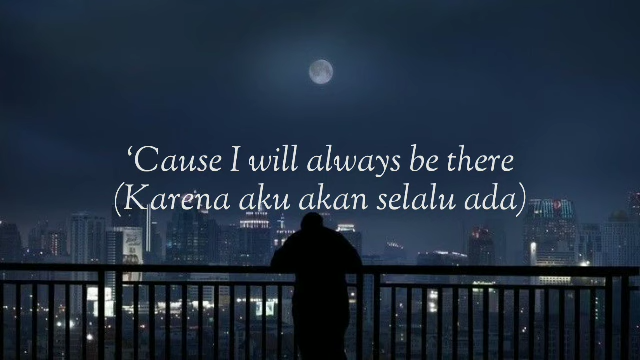 ‘Cause I will always be there
(Karena aku akan selalu ada)